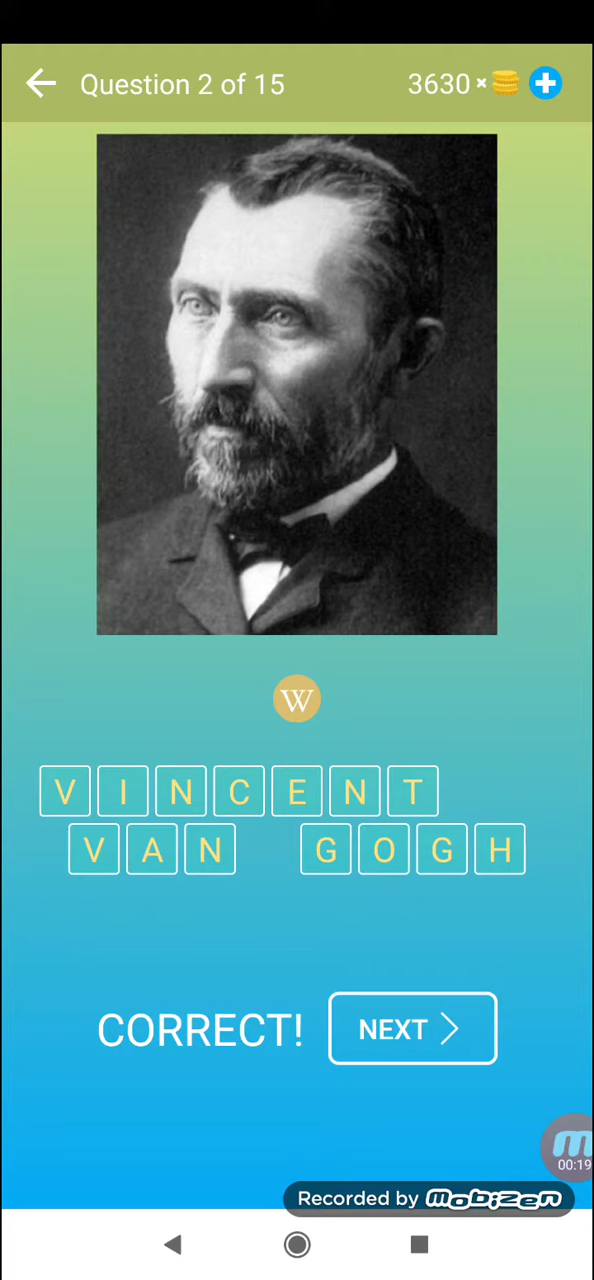 Question 2 of 15
3630 ×
W
VINCENT
VAN GOGH
CORRECT!
NEXT >
m
00:19
Recorded by mobizen